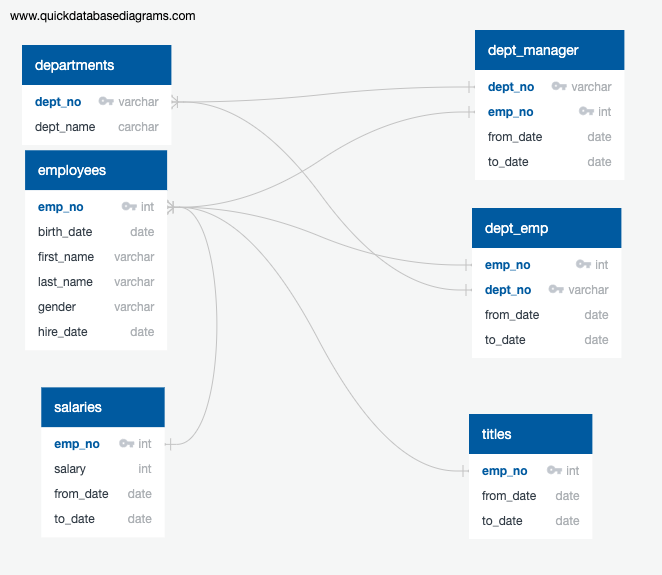 www.quickdatabasediagrams.com
departments
dept_no varchar
dept_name carchar
employees
emp_no int
birth_date date
first_name varchar
last_name varchar
gender varchar
hire_date date
salaries
emp_no int
salary int
from_date date
to_date date
dept_manager
dept_no varchar
emp_no int
from_date date
to_date date
dept_emp
emp_no int
dept_no varchar
from_date date
to_date date
titles
emp_no int
from_date date
to_date date